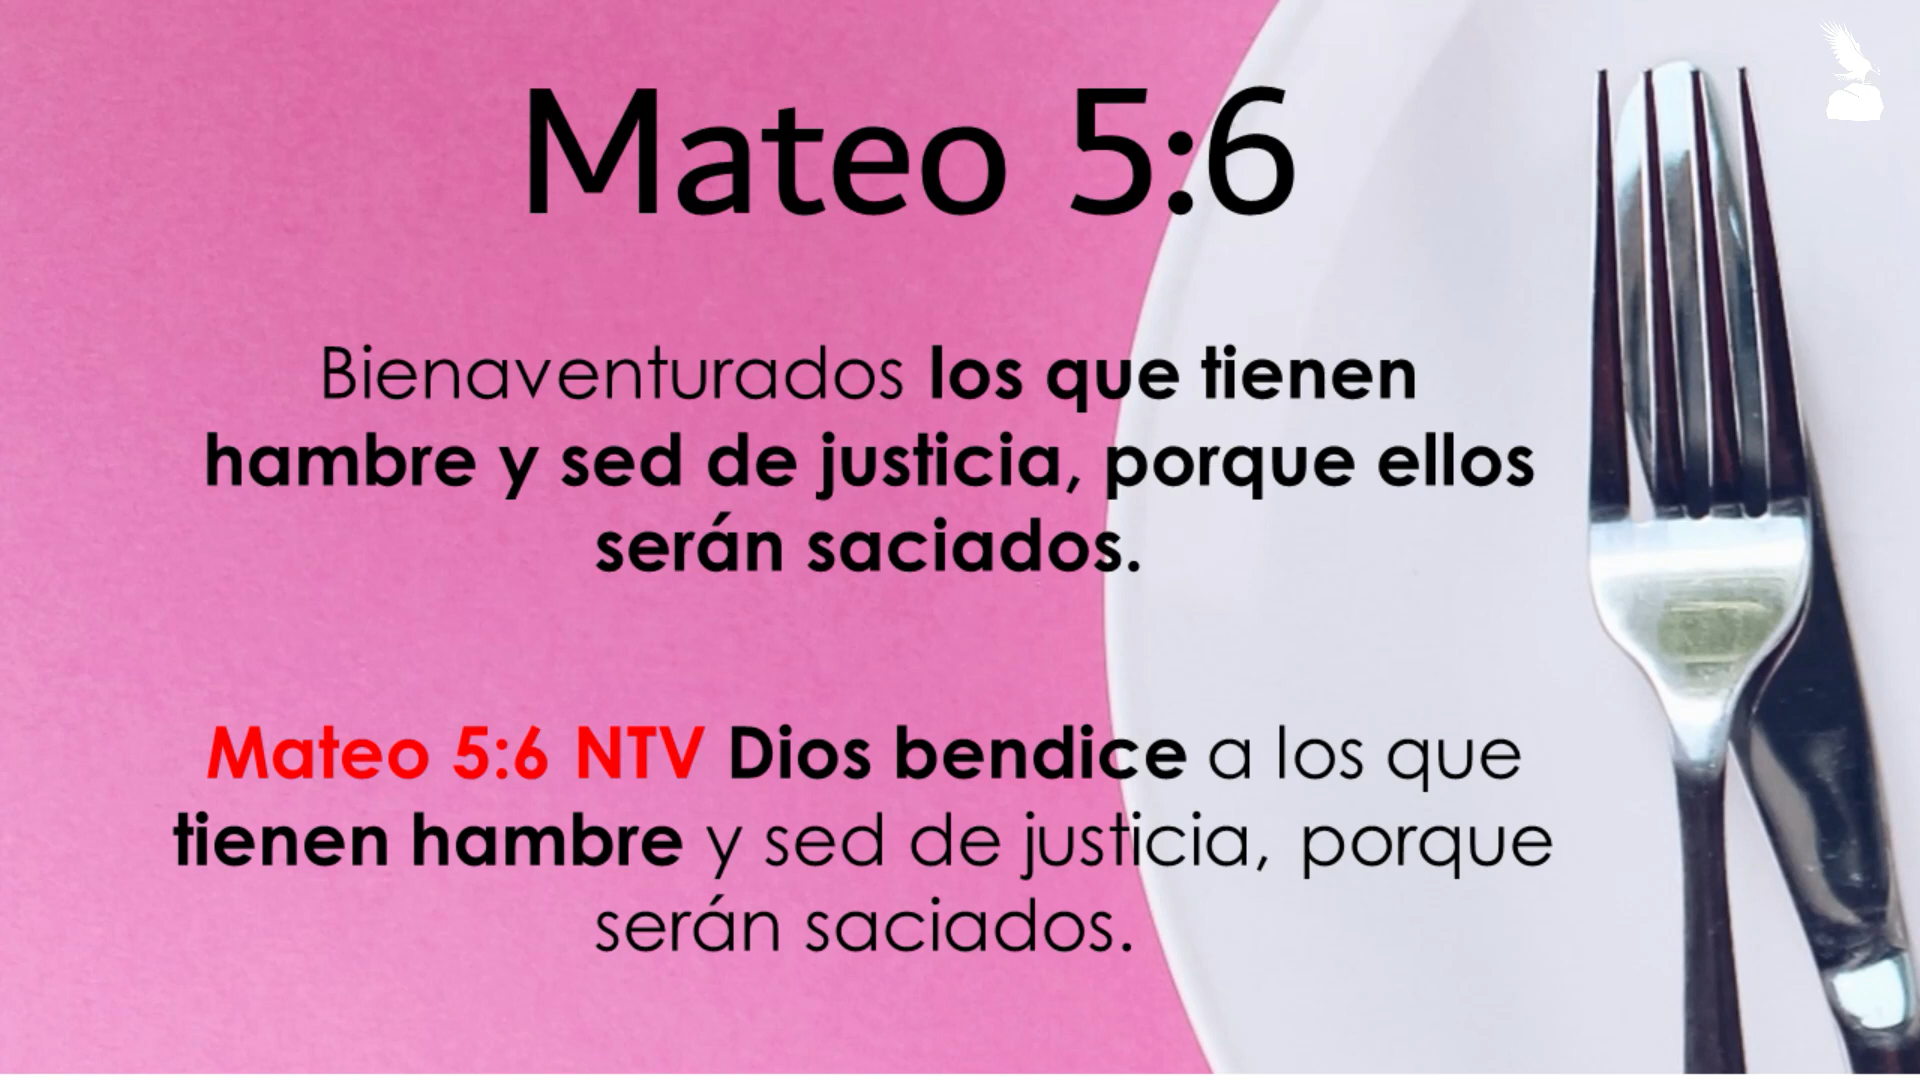 Mateo 5:6
Bienaventurados los que tienen
hambre y sed de justicia, porque ellos
serán saciados.
Mateo 5:6 NTV Dios bendice a los que
tienen hambre y sed de justicia, porque
serán saciados.